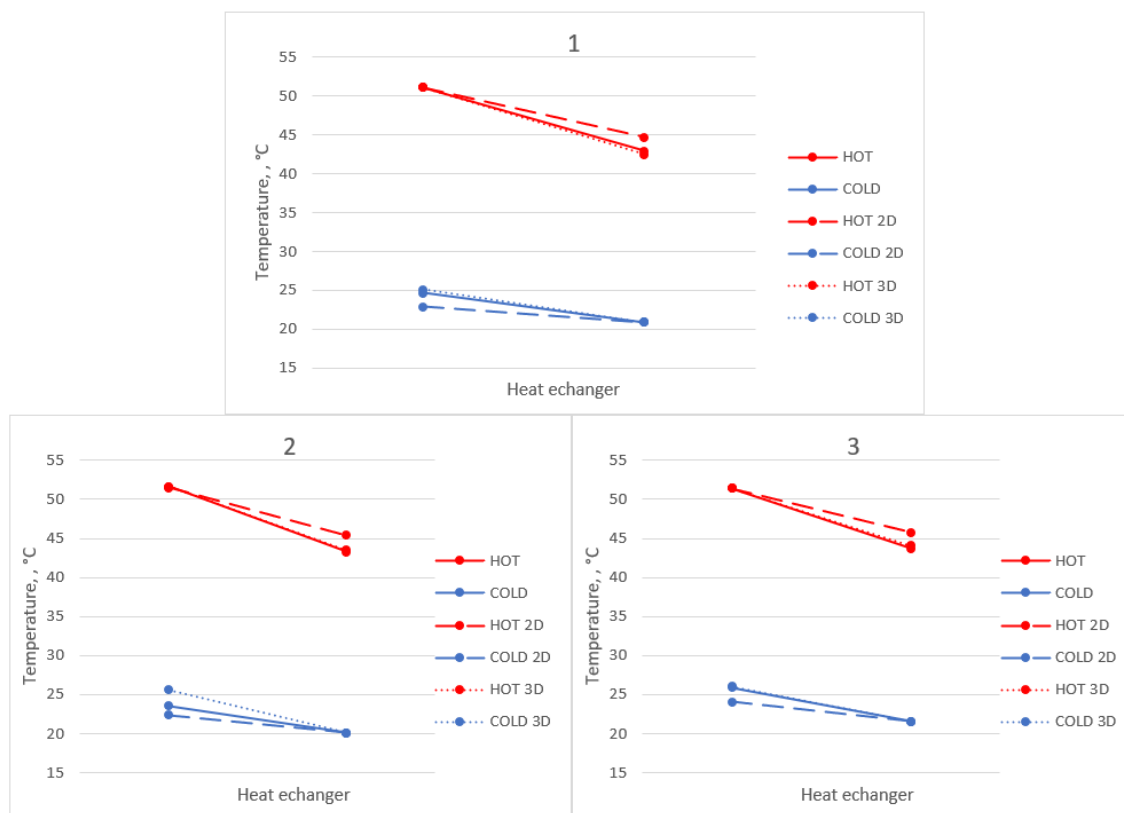 1
55
50
45
40
35
30
25
20
15
Temperature, , °C
Heat echanger
HOT
COLD
HOT 2D
COLD 2D
HOT 3D
COLD 3D
2
55
50
45
40
35
30
25
20
15
Temperature, , °C
Heat echanger
HOT
COLD
HOT 2D
COLD 2D
HOT 3D
COLD 3D
3
55
50
45
40
35
30
25
20
15
Temperature, , °C
Heat echanger
HOT
COLD
HOT 2D
COLD 2D
HOT 3D
COLD 3D